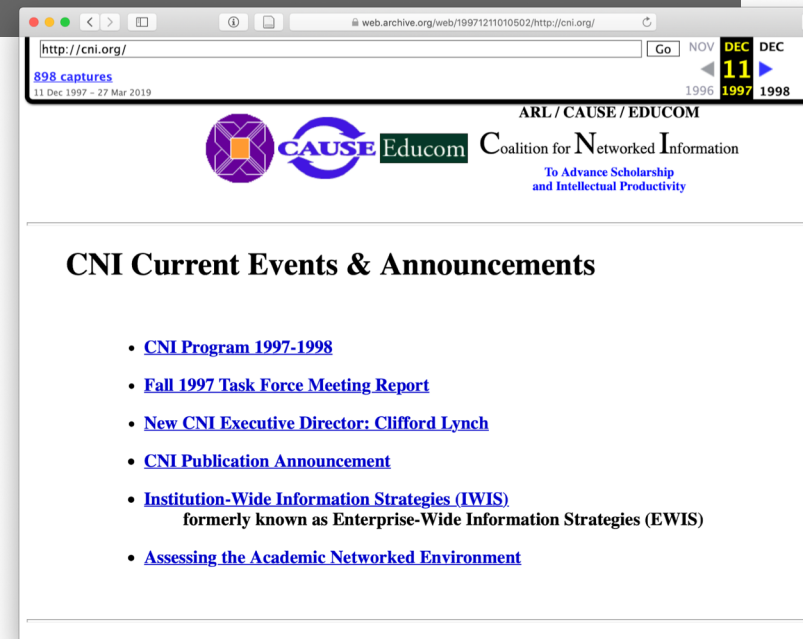 web.archive.org/web/19971211010502/http://cni.org/
http://cni.org/
Go
NOV DEC DEC
898 captures
11
11 Dec 1997 – 27 Mar 2019
1996 1997 1998
ARL / CAUSE / EDUCOM
CAUSE Educom Coalition for Networked Information
To Advance Scholarship
and Intellectual Productivity
CNI Current Events & Announcements
• CNI Program 1997-1998
• Fall 1997 Task Force Meeting Report
• New CNI Executive Director: Clifford Lynch
• CNI Publication Announcement
• Institution-Wide Information Strategies (IWIS)
formerly known as Enterprise-Wide Information Strategies (EWIS)
• Assessing the Academic Networked Environment